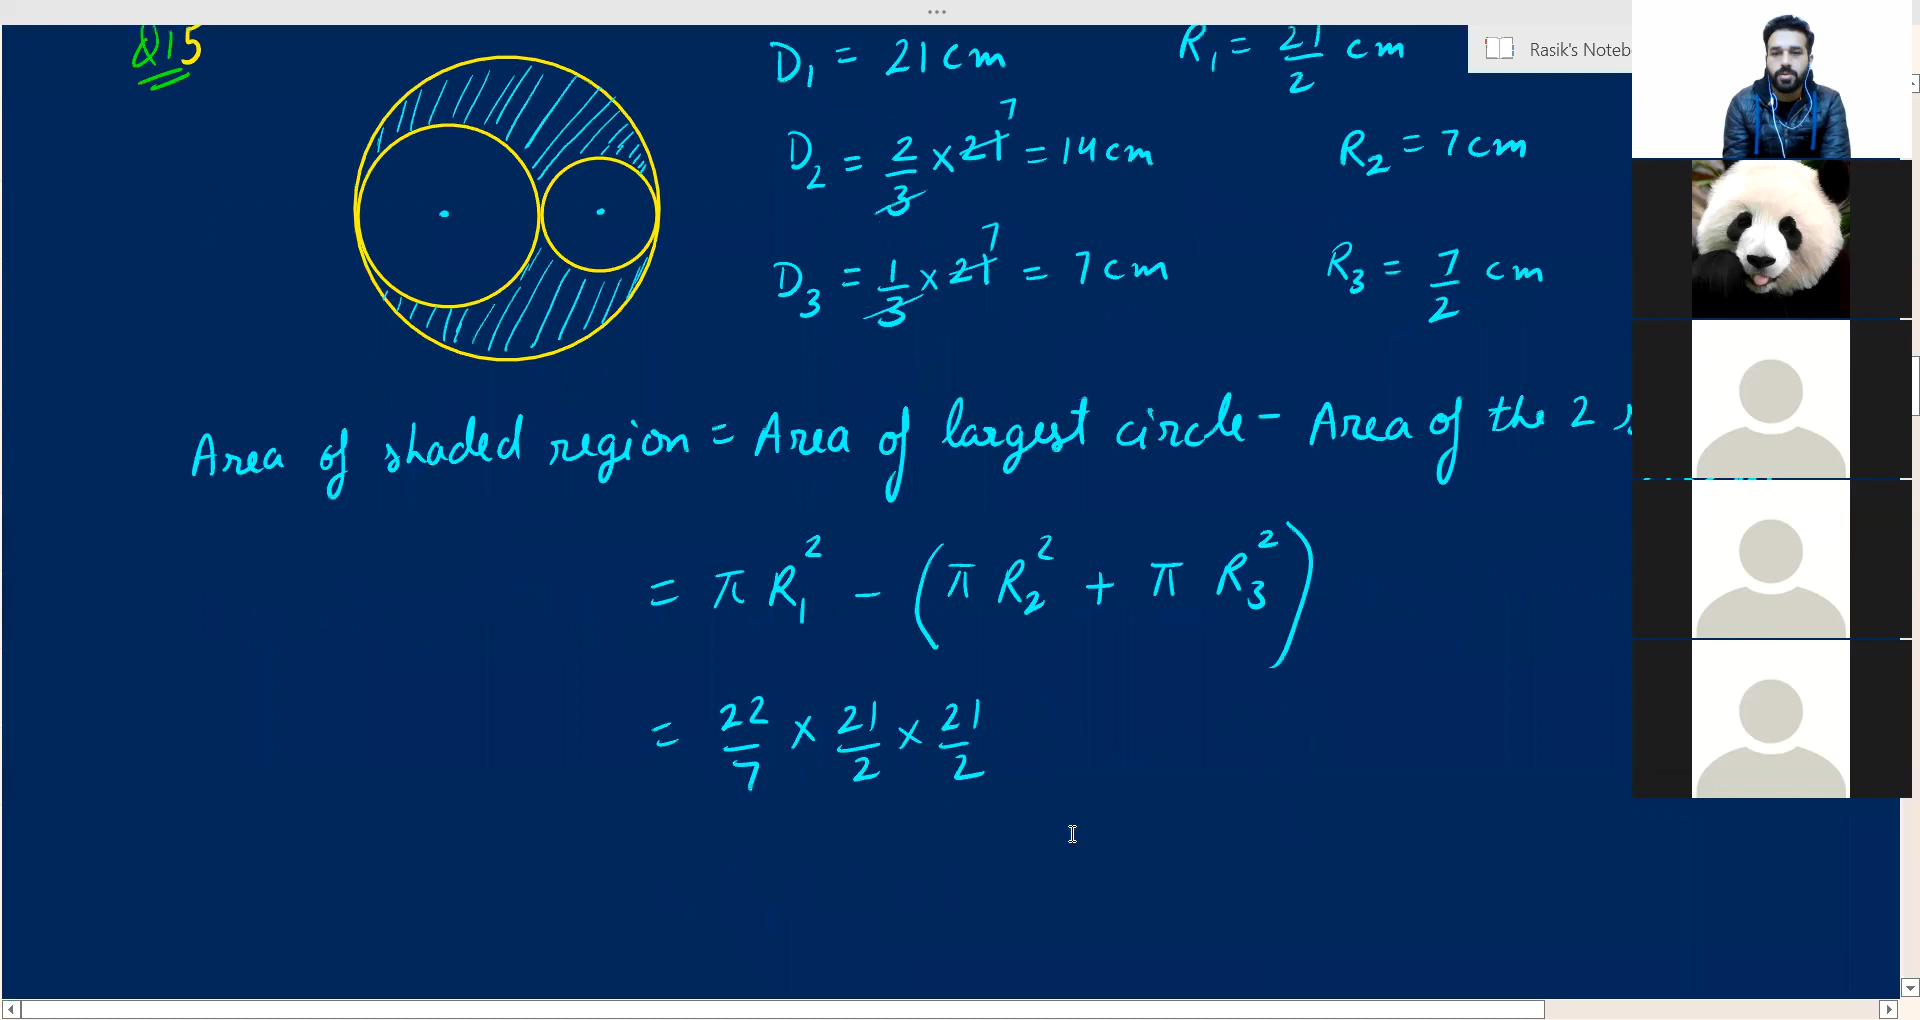 Q15
D₁ = 21 cm
R₁ = 21/2 cm
Rasik's Noteb
D₂ = 2/3 × 21 7 = 14 cm
R₂ = 7 cm
D₃ = 1/3 × 21 7 = 7 cm
R₃ = 7/2 cm
Area of shaded region = Area of largest circle - Area of the 2
= π R₁² - (π R₂² + π R₃²)
= 22/7 × 21/2 × 21/2